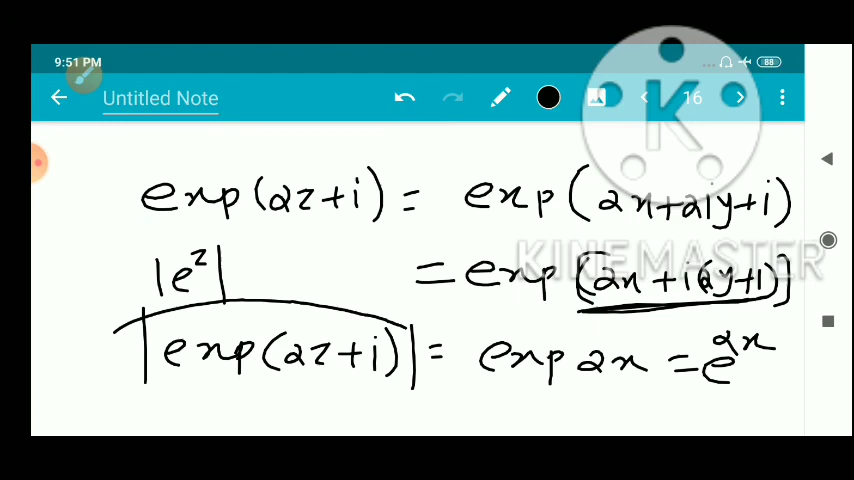 9:51 PM 88
Untitled Note 16
exp(2z+i) = exp(2x+2iy+i)
|e^z| = exp[(2x+i(2y+1)]
|exp(2z+i)| = exp 2x = e^2x
KINEMASTER
K